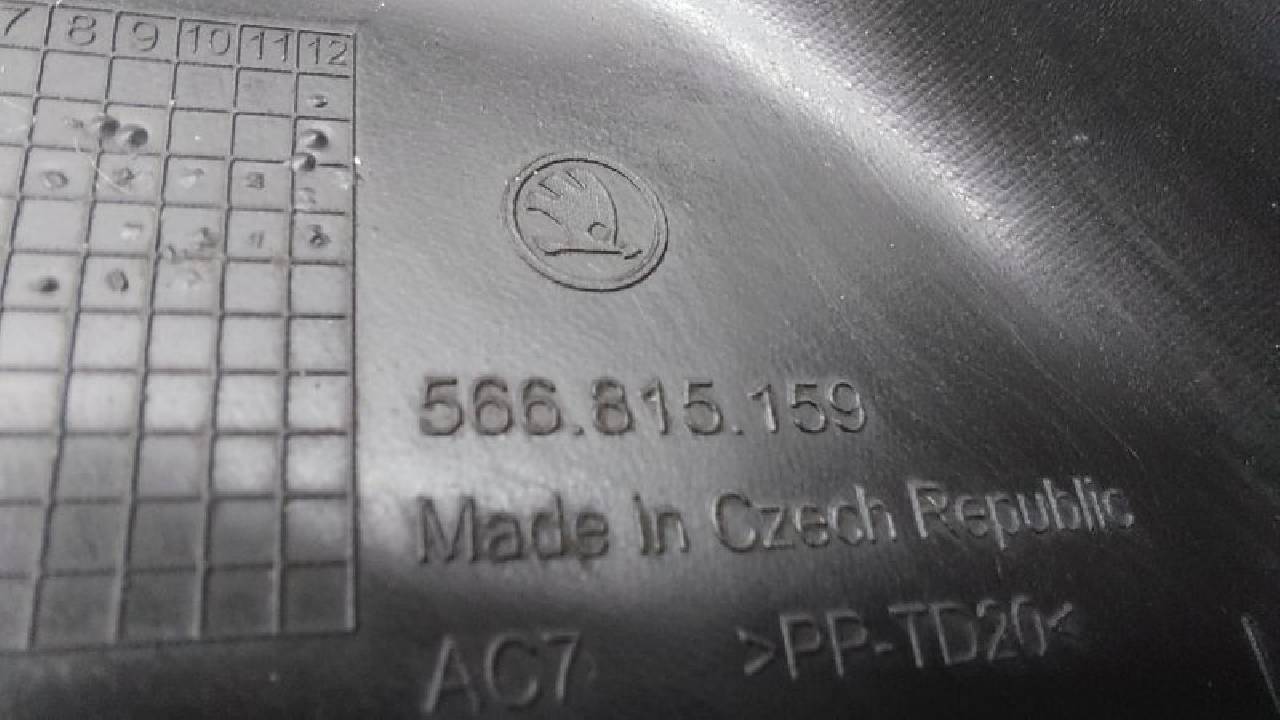 7 8 9 10 11 12
566.815.159
Made in Czech Republic
AC7 >PP-TD20<